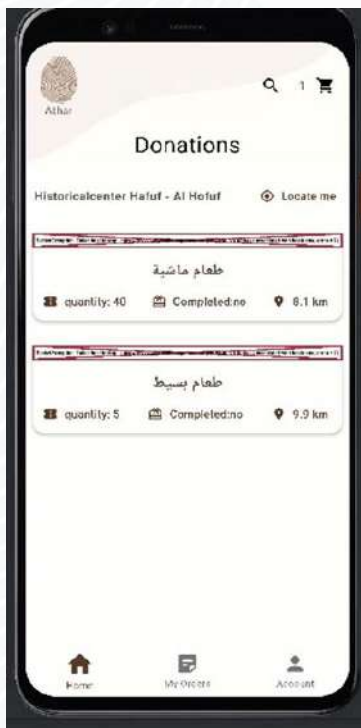 Athar
1
Donations
Historicalcenter Hafuf - Al Hofuf Locate me
طعام ماشية
quantity: 40 Completed:no 8.1 km
طعام بسيط
quantity: 5 Completed:no 9.9 km
Home My Orders Account